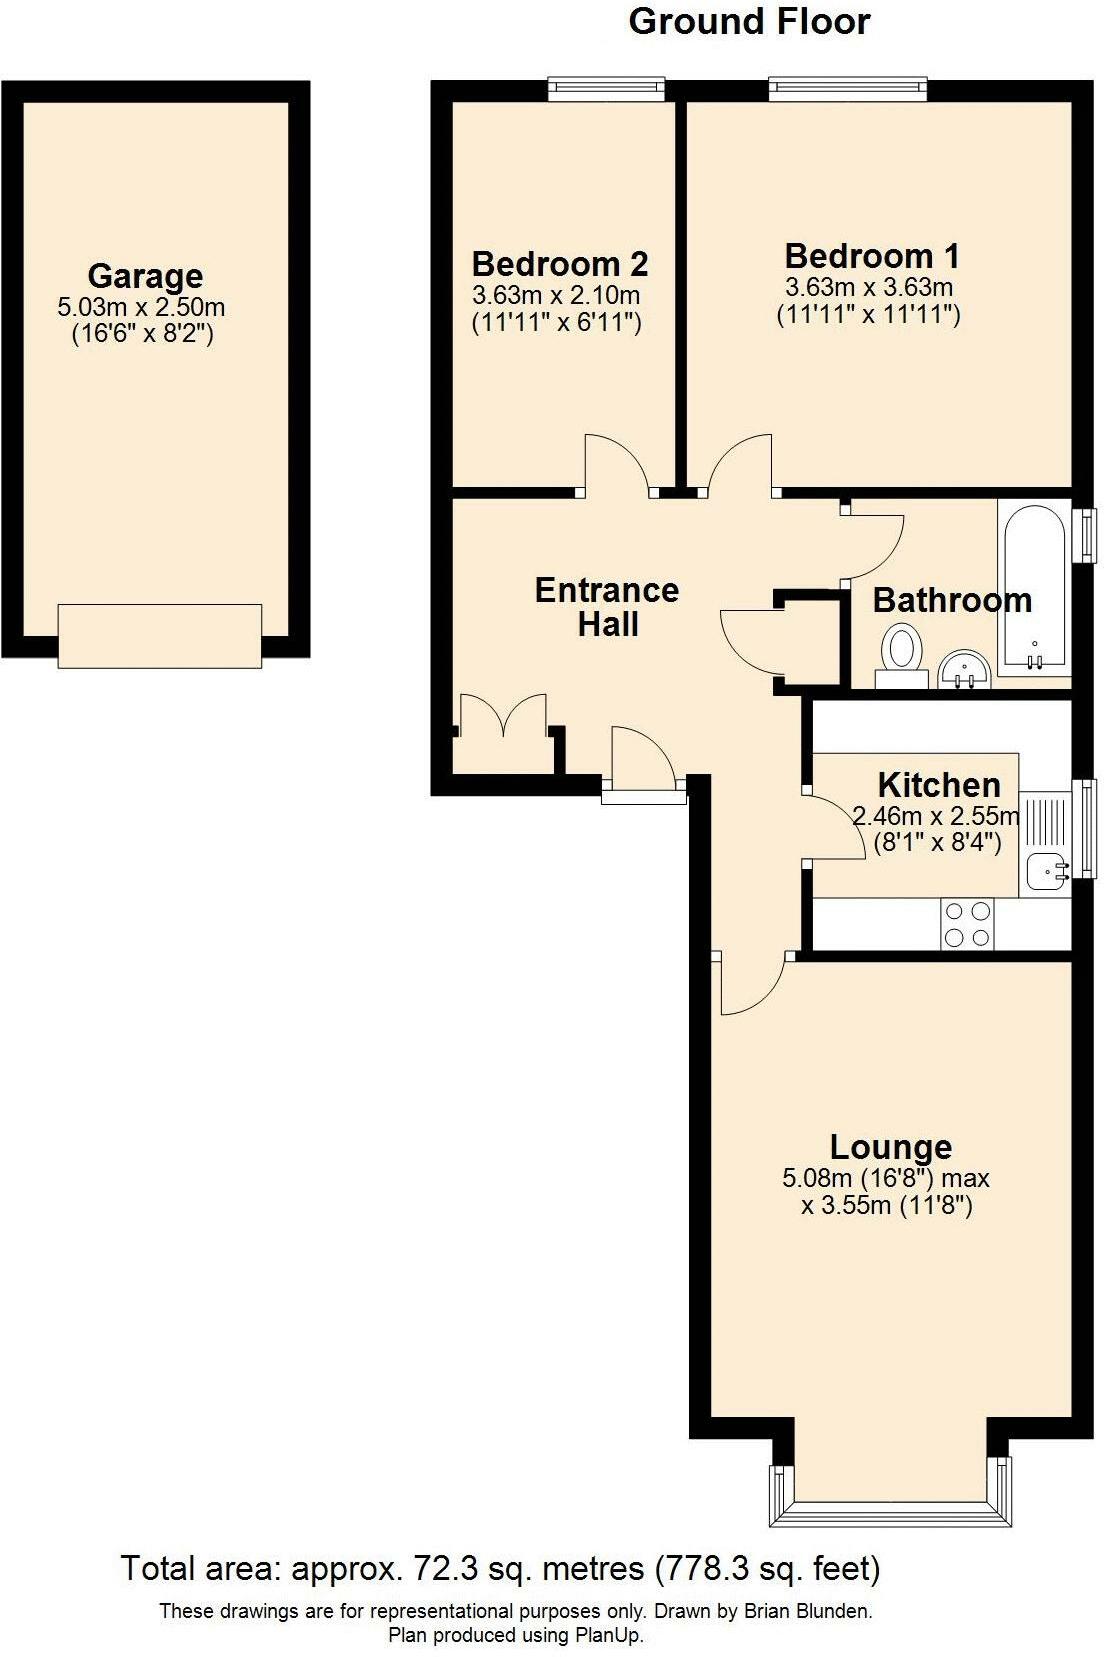 Ground Floor
Garage
5.03m x 2.50m
(16'6" x 8'2")
Bedroom 2
3.63m x 2.10m
(11'11" x 6'11")
Bedroom 1
3.63m x 3.63m
(11'11" x 11'11")
Entrance
Hall
Bathroom
Kitchen
2.46m x 2.55m
(8'1" x 8'4")
Lounge
5.08m (16'8") max
x 3.55m (11'8")
Total area: approx. 72.3 sq. metres (778.3 sq. feet)
These drawings are for representational purposes only. Drawn by Brian Blunden.
Plan produced using PlanUp.